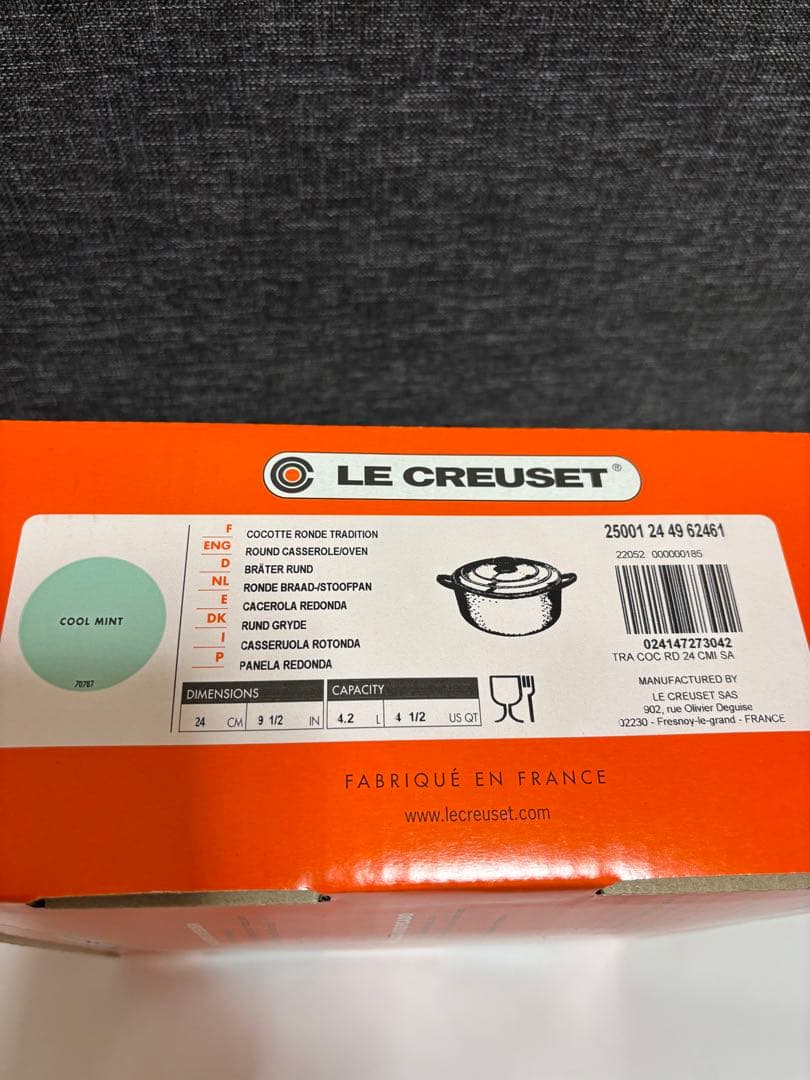 LE CREUSET®
COOL MINT
70787
F COCOTTE RONDE TRADITION
ENG ROUND CASSEROLE/OVEN
D BRÄTER RUND
NL RONDE BRAAD-/STOOFPAN
E CACEROLA REDONDA
DK RUND GRYDE
I CASSERUOLA ROTONDA
P PANELA REDONDA
DIMENSIONS CAPACITY
24 CM 9 1/2 IN 4.2 L 4 1/2 US QT
25001 24 49 62461
22052 000000185
024147273042
TRA COC RD 24 CMI SA
MANUFACTURED BY
LE CREUSET SAS
902, rue Olivier Deguise
02230 - Fresnoy-le-grand - FRANCE
FABRIQUÉ EN FRANCE
www.lecreuset.com